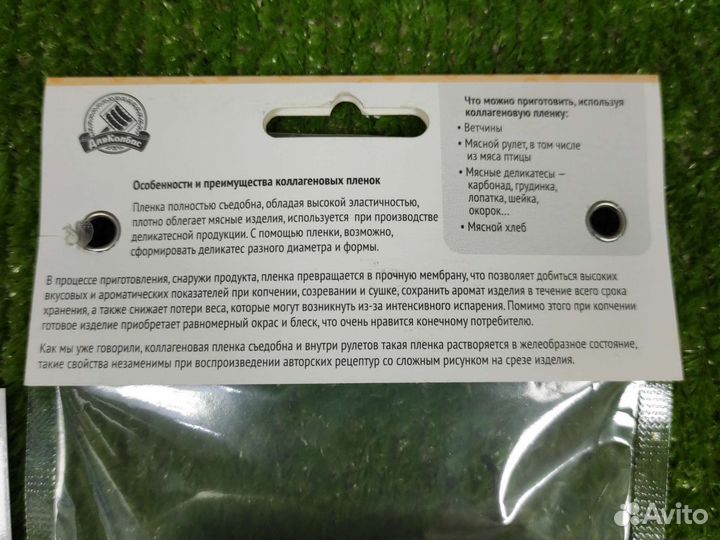 ДляКолбас
Особенности и преимущества коллагеновых пленок
Пленка полностью съедобна, обладая высокой эластичностью,
плотно облегает мясные изделия, используется при производстве
деликатесной продукции. С помощью пленки, возможно,
сформировать деликатес разного диаметра и формы.
Что можно приготовить, используя
коллагеновую пленку:
• Ветчины
• Мясной рулет, в том числе
из мяса птицы
• Мясные деликатесы —
карбонад, грудинка,
лопатка, шейка,
окорок...
• Мясной хлеб
В процессе приготовления, снаружи продукта, пленка превращается в прочную мембрану, что позволяет добиться высоких
вкусовых и ароматических показателей при копчении, созревании и сушке, сохранить аромат изделия в течение всего срока
хранения, а также снижает потери веса, которые могут возникнуть из-за интенсивного испарения. Помимо этого при копчении
готовое изделие приобретает равномерный окрас и блеск, что очень нравится конечному потребителю.
Как мы уже говорили, коллагеновая пленка съедобна и внутри рулетов такая пленка растворяется в желеобразное состояние,
такие свойства незаменимы при воспроизведении авторских рецептур со сложным рисунком на срезе изделия.
Avito